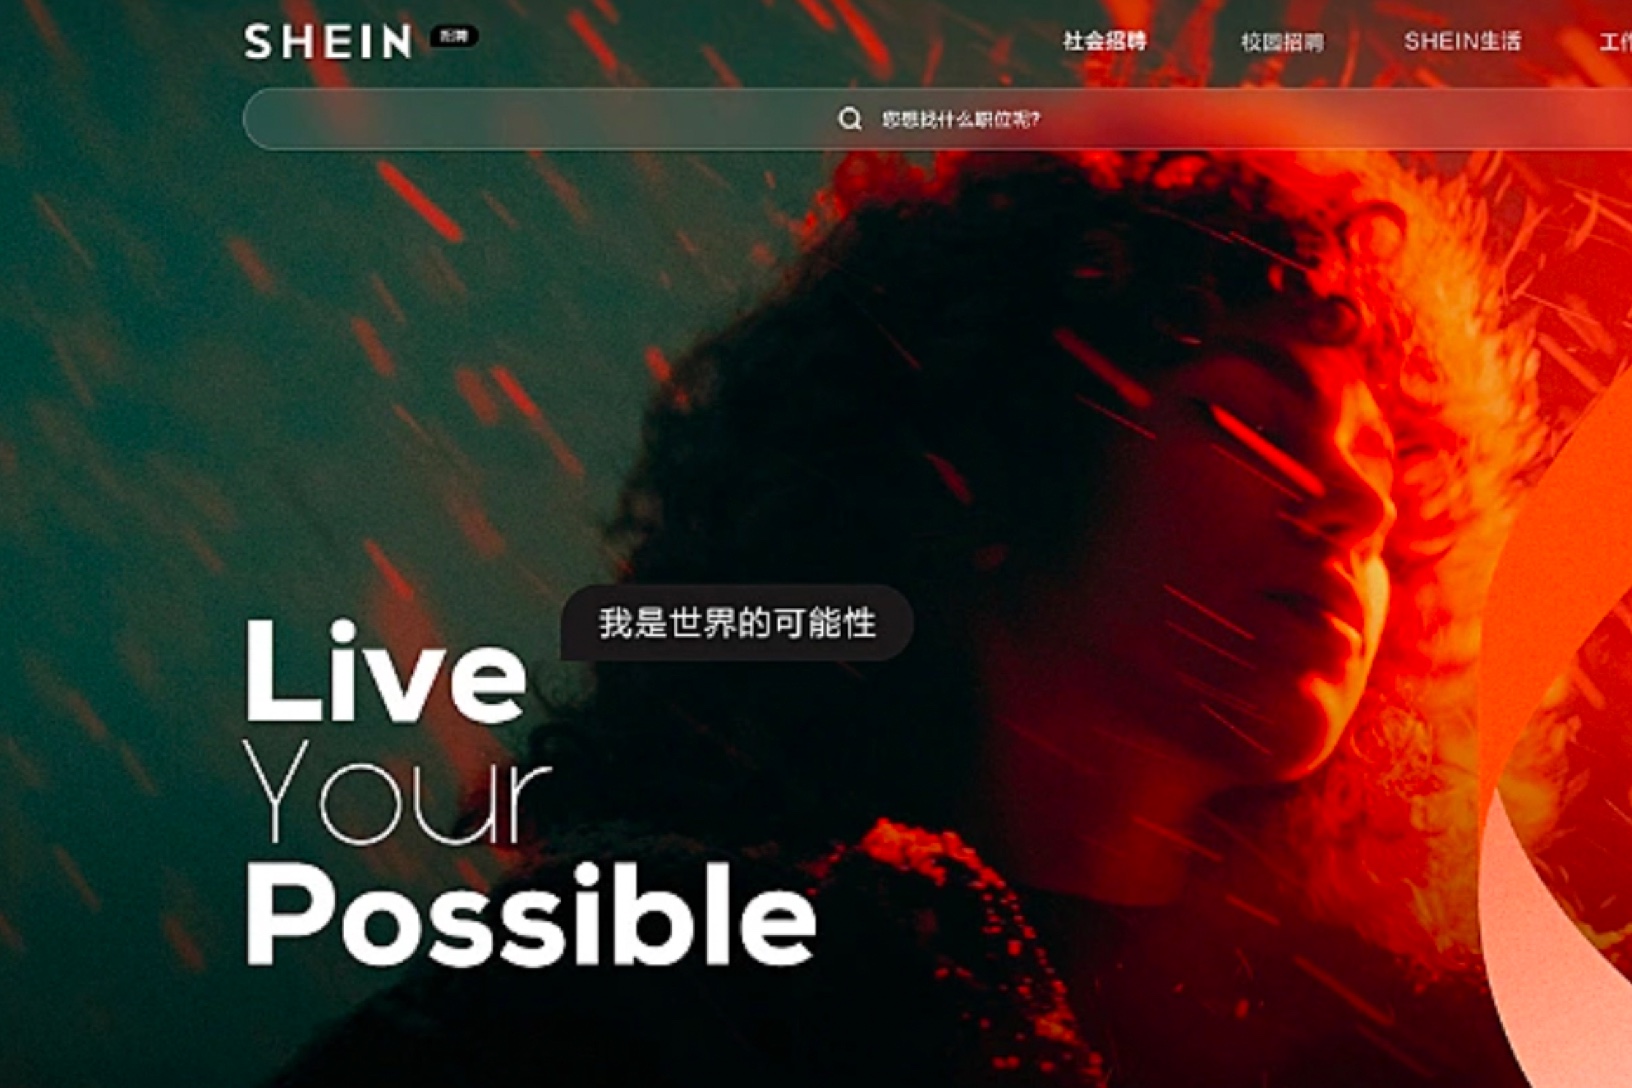 SHEIN 招聘
社会招聘 校园招聘 SHEIN生活 工作
您想找什么职位呢?
我是世界的可能性
Live
Your
Possible